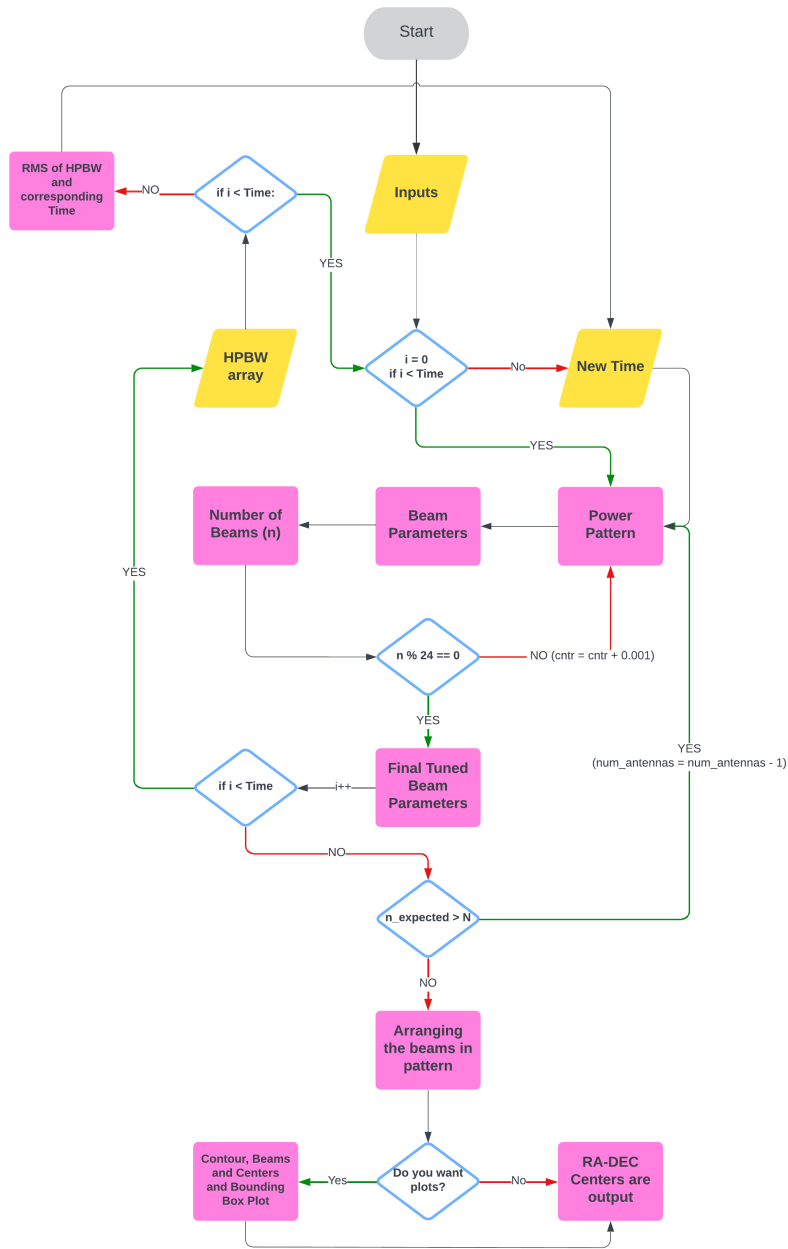 Start
RMS of HPBW
and
corresponding
Time
NO
if i < Time:
Inputs
YES
HPBW
array
i = 0
if i < Time
No
New Time
YES
Number of
Beams (n)
Beam
Parameters
Power
Pattern
YES
n % 24 == 0
NO (cntr = cntr + 0.001)
YES
YES
(num_antennas = num_antennas - 1)
if i < Time
i++
Final Tuned
Beam
Parameters
NO
n_expected > N
NO
Arranging
the beams in
pattern
Contour, Beams
and Centers
and Bounding
Box Plot
Yes
Do you want
plots?
No
RA-DEC
Centers are
output